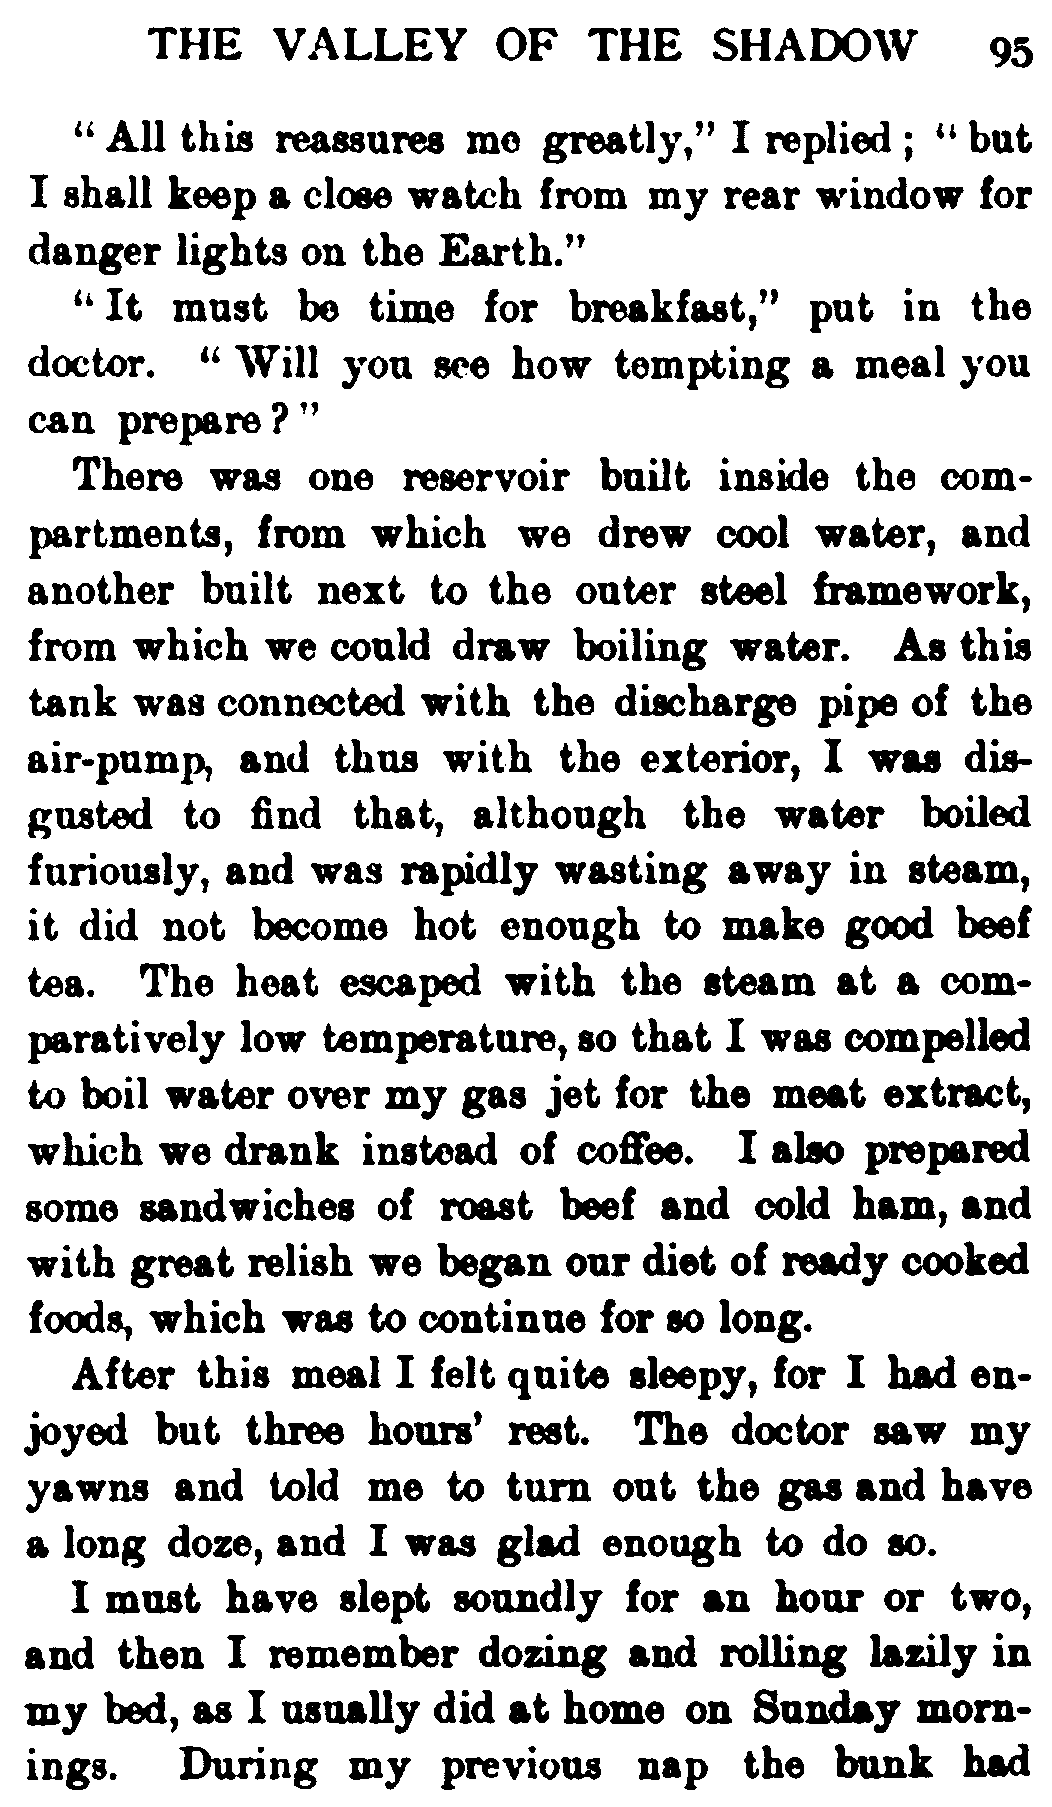 THE VALLEY OF THE SHADOW 95
" All this reassures me greatly," I replied ; " but
I shall keep a close watch from my rear window for
danger lights on the Earth."
" It must be time for breakfast," put in the
doctor. " Will you see how tempting a meal you
can prepare ? "
There was one reservoir built inside the com-
partments, from which we drew cool water, and
another built next to the outer steel framework,
from which we could draw boiling water. As this
tank was connected with the discharge pipe of the
air-pump, and thus with the exterior, I was dis-
gusted to find that, although the water boiled
furiously, and was rapidly wasting away in steam,
it did not become hot enough to make good beef
tea. The heat escaped with the steam at a com-
paratively low temperature, so that I was compelled
to boil water over my gas jet for the meat extract,
which we drank instead of coffee. I also prepared
some sandwiches of roast beef and cold ham, and
with great relish we began our diet of ready cooked
foods, which was to continue for so long.
After this meal I felt quite sleepy, for I had en-
joyed but three hours' rest. The doctor saw my
yawns and told me to turn out the gas and have
a long doze, and I was glad enough to do so.
I must have slept soundly for an hour or two,
and then I remember dozing and rolling lazily in
my bed, as I usually did at home on Sunday morn-
ings. During my previous nap the bunk had